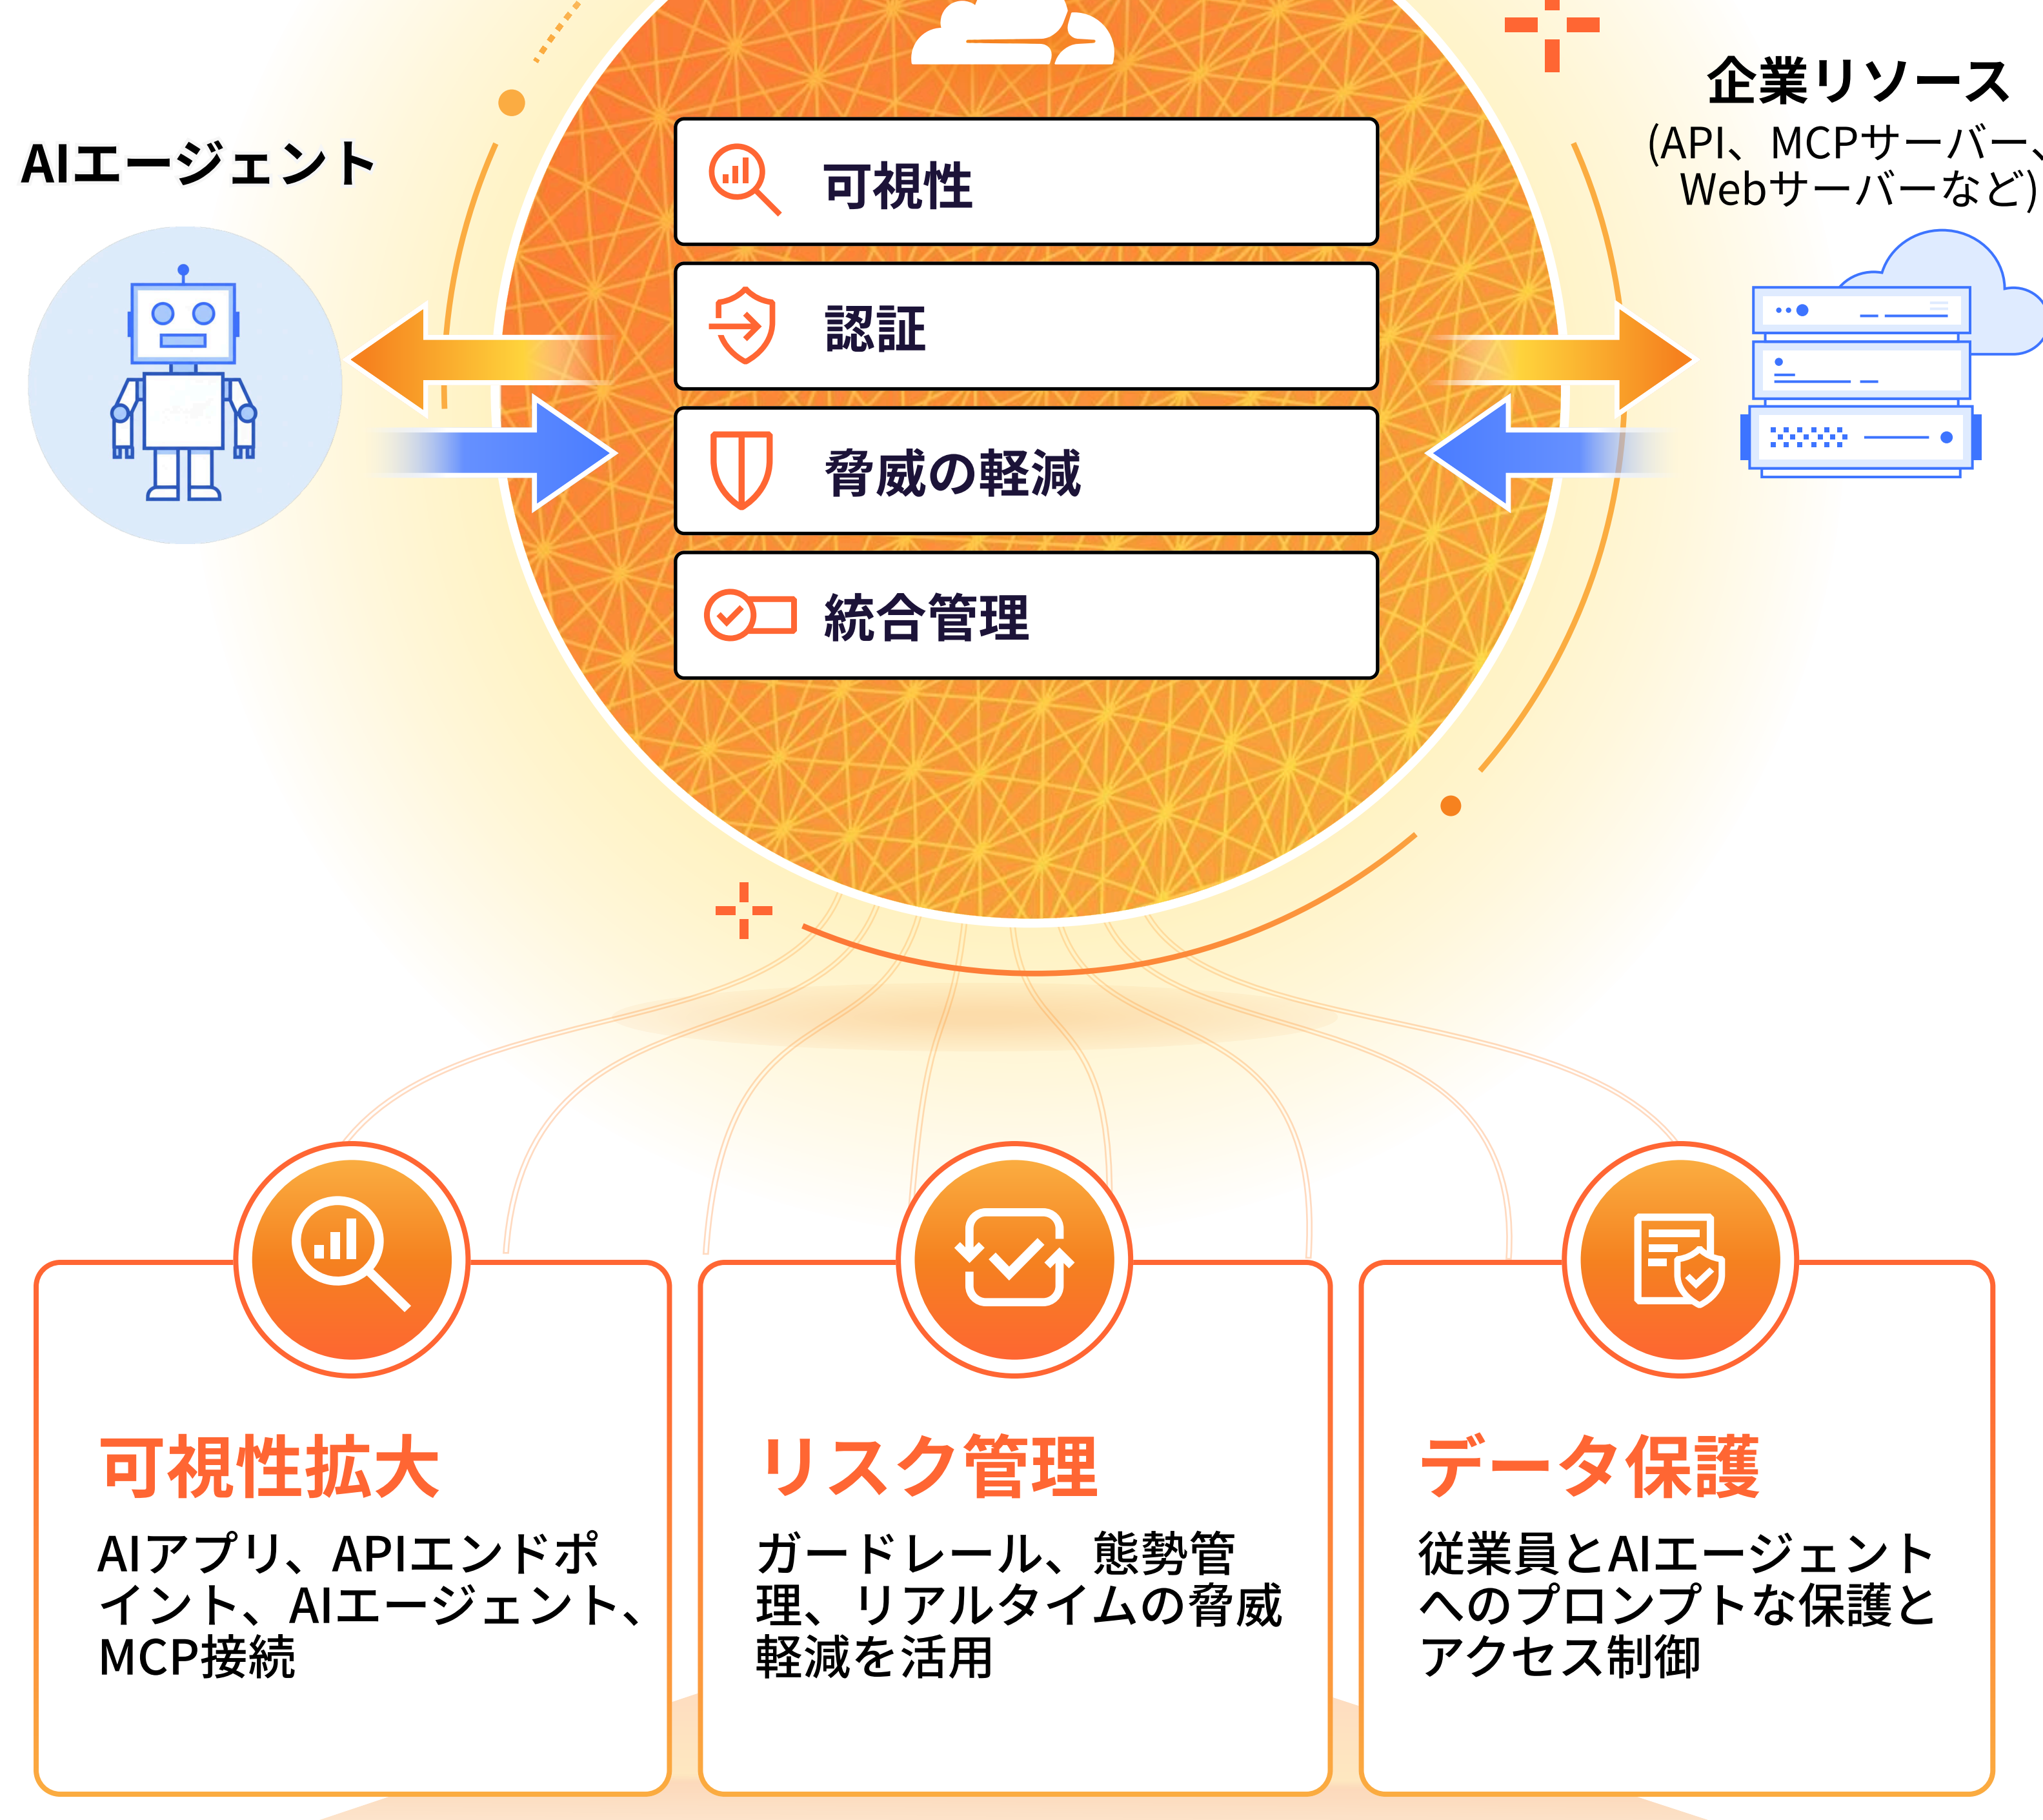 AIエージェント
企業リソース
(API、MCPサーバー、
Webサーバーなど)
可視性
認証
脅威の軽減
統合管理
可視性拡大
AIアプリ、APIエンドポ
イント、AIエージェント、
MCP接続
リスク管理
ガードレール、態勢管
理、リアルタイムの脅威
軽減を活用
データ保護
従業員とAIエージェント
へのプロンプトな保護と
アクセス制御